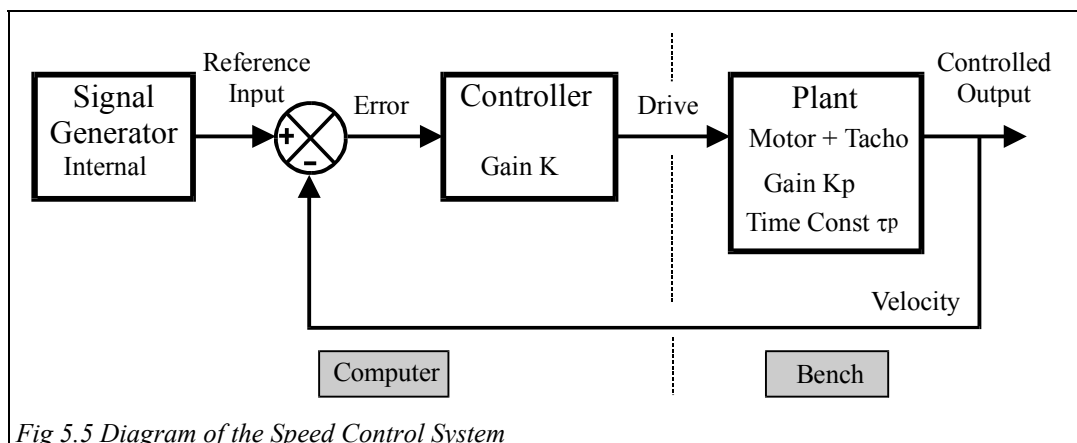 Signal
Generator
Internal
Reference
Input
+
-
Error
Controller
Gain K
Drive
Plant
Motor + Tacho
Gain Kp
Time Const τp
Controlled
Output
Velocity
Computer
Bench
Fig 5.5 Diagram of the Speed Control System